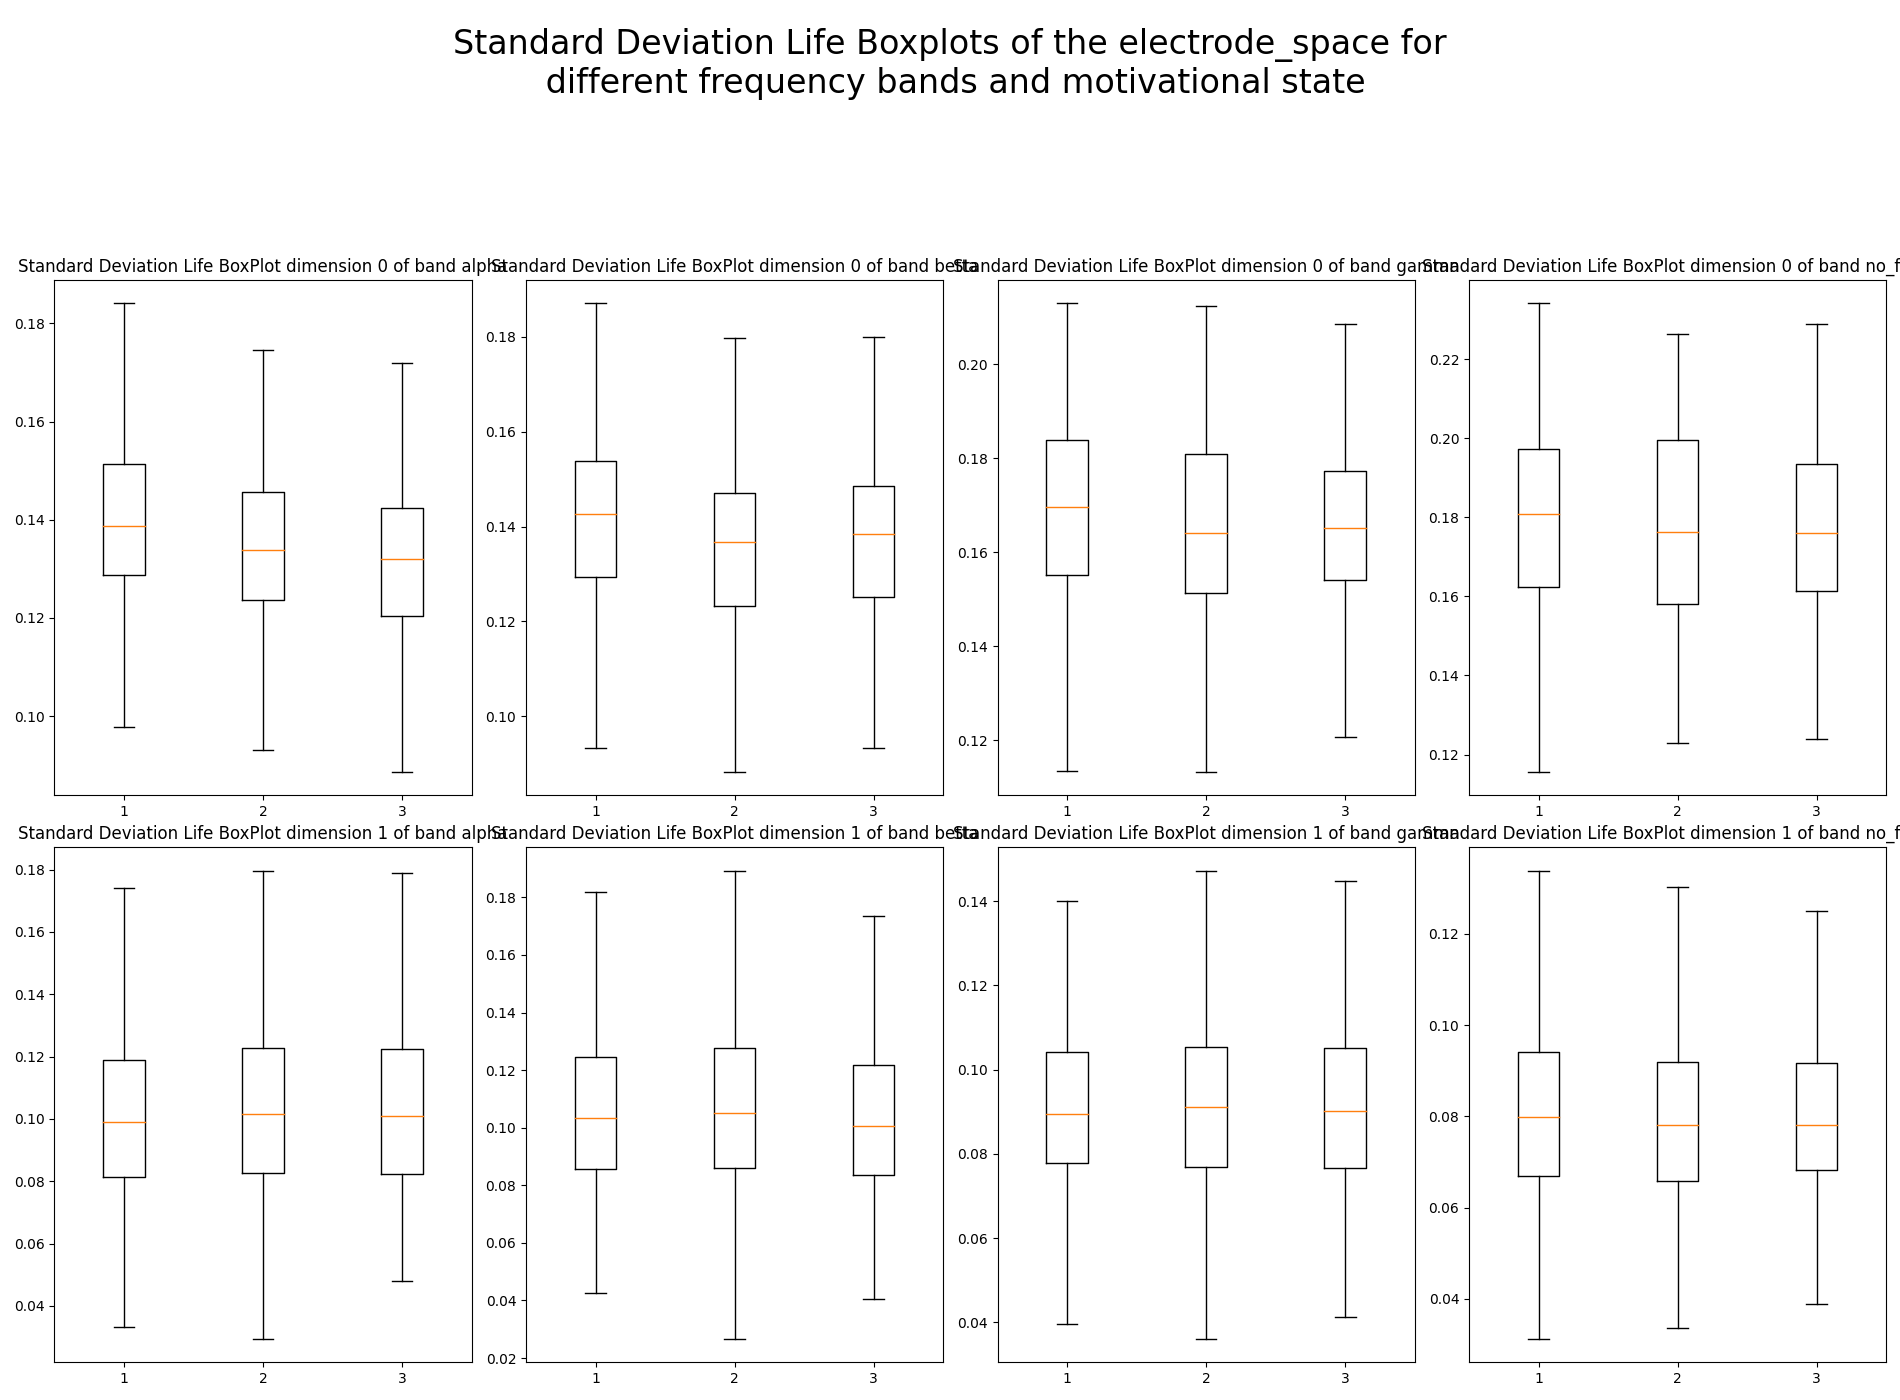 Standard Deviation Life Boxplots of the electrode_space for
different frequency bands and motivational state
Standard Deviation Life BoxPlot dimension 0 of band alpha
Standard Deviation Life BoxPlot dimension 0 of band betta
Standard Deviation Life BoxPlot dimension 0 of band gamma
Standard Deviation Life BoxPlot dimension 0 of band no_f
0.18
0.16
0.14
0.12
0.10
1 2 3
0.18
0.16
0.14
0.12
0.10
1 2 3
0.20
0.18
0.16
0.14
0.12
1 2 3
0.22
0.20
0.18
0.16
0.14
0.12
1 2 3
Standard Deviation Life BoxPlot dimension 1 of band alpha
Standard Deviation Life BoxPlot dimension 1 of band betta
Standard Deviation Life BoxPlot dimension 1 of band gamma
Standard Deviation Life BoxPlot dimension 1 of band no_f
0.18
0.16
0.14
0.12
0.10
0.08
0.06
0.04
1 2 3
0.18
0.16
0.14
0.12
0.10
0.08
0.06
0.04
0.02
1 2 3
0.14
0.12
0.10
0.08
0.06
0.04
1 2 3
0.12
0.10
0.08
0.06
0.04
1 2 3